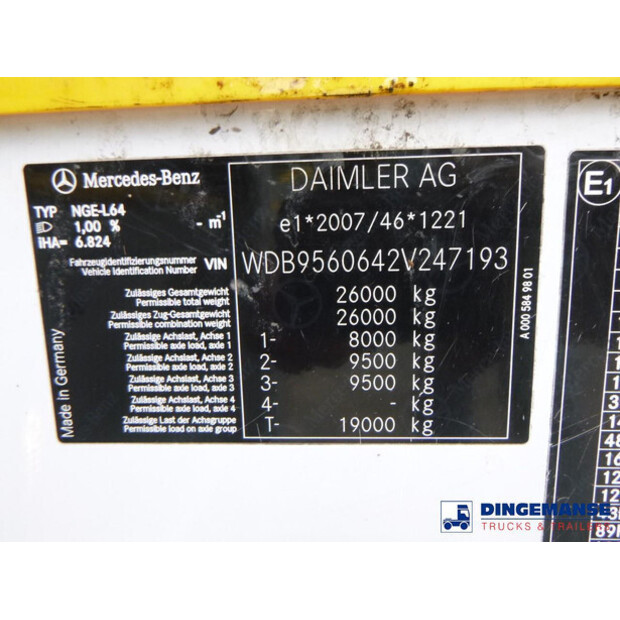 Mercedes-Benz
TYP NGE-L64
1,00 % - m⁻¹
iHA= 6.824
Fahrzeugidentifizierungsnummer
Vehicle Identification Number VIN
Zulässiges Gesamtgewicht
Permissible total weight
Zulässiges Zug-Gesamtgewicht
Permissible combination weight
Zulässige Achslast, Achse 1
Permissible axle load, axle 1
Zulässige Achslast, Achse 2
Permissible axle load, axle 2
Zulässige Achslast, Achse 3
Permissible axle load, axle 3
Zulässige Achslast, Achse 4
Permissible axle load, axle 4
Zulässige Last der Achsgruppe
Permissible load on axle group
Made in Germany
DAIMLER AG
e1*2007/46*1221
WDB9560642V247193
26000 kg
26000 kg
1- 8000 kg
2- 9500 kg
3- 9500 kg
4- - kg
T- 19000 kg
A 000 584 98 01
E1
DINGEMANSE
TRUCKS & TRAILERS